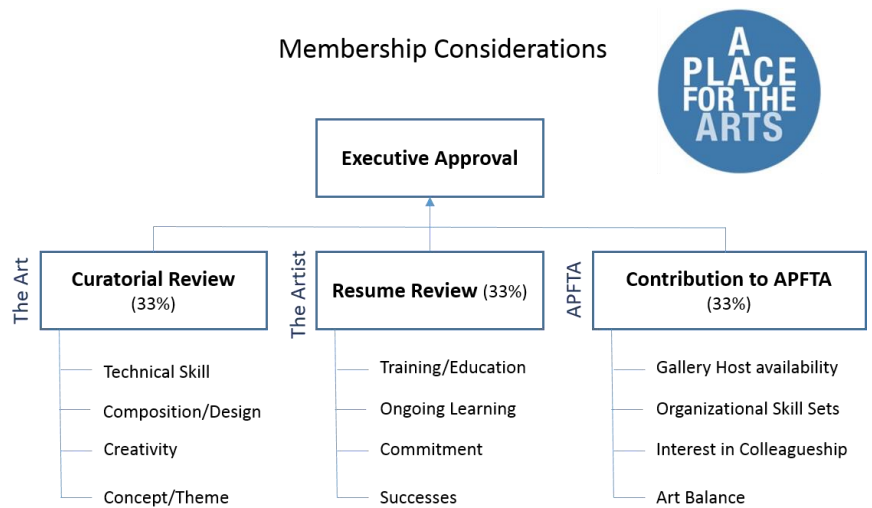 Membership Considerations
A
PLACE
FOR THE
ARTS
Executive Approval
The Art
Curatorial Review
(33%)
Technical Skill
Composition/Design
Creativity
Concept/Theme
The Artist
Resume Review (33%)
Training/Education
Ongoing Learning
Commitment
Successes
APFTA
Contribution to APFTA
(33%)
Gallery Host availability
Organizational Skill Sets
Interest in Colleagueship
Art Balance